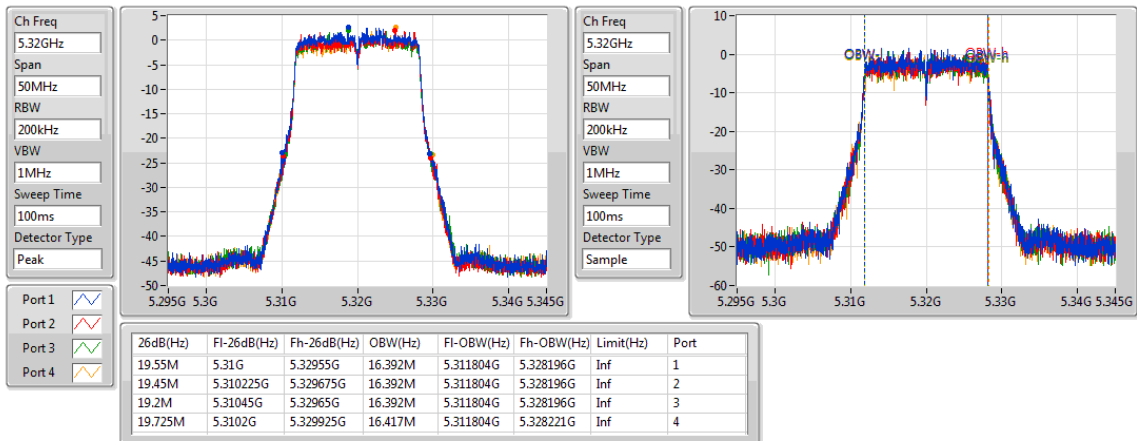 Ch Freq
5.32GHz
Span
50MHz
RBW
200kHz
VBW
1MHz
Sweep Time
100ms
Detector Type
Peak
5
0
-5
-10
-15
-20
-25
-30
-35
-40
-45
-50
5.295G 5.3G 5.31G 5.32G 5.33G 5.34G 5.345G
Ch Freq
5.32GHz
Span
50MHz
RBW
200kHz
VBW
1MHz
Sweep Time
100ms
Detector Type
Sample
10
0
-10
-20
-30
-40
-50
-60
5.295G 5.3G 5.31G 5.32G 5.33G 5.34G 5.345G
Port 1
Port 2
Port 3
Port 4
26dB(Hz) Fl-26dB(Hz) Fh-26dB(Hz) OBW(Hz) Fl-OBW(Hz) Fh-OBW(Hz) Limit(Hz) Port
19.55M 5.31G 5.32955G 16.392M 5.311804G 5.328196G Inf 1
19.45M 5.310225G 5.329675G 16.392M 5.311804G 5.328196G Inf 2
19.2M 5.31045G 5.32965G 16.392M 5.311804G 5.328196G Inf 3
19.725M 5.3102G 5.329925G 16.417M 5.311804G 5.328221G Inf 4